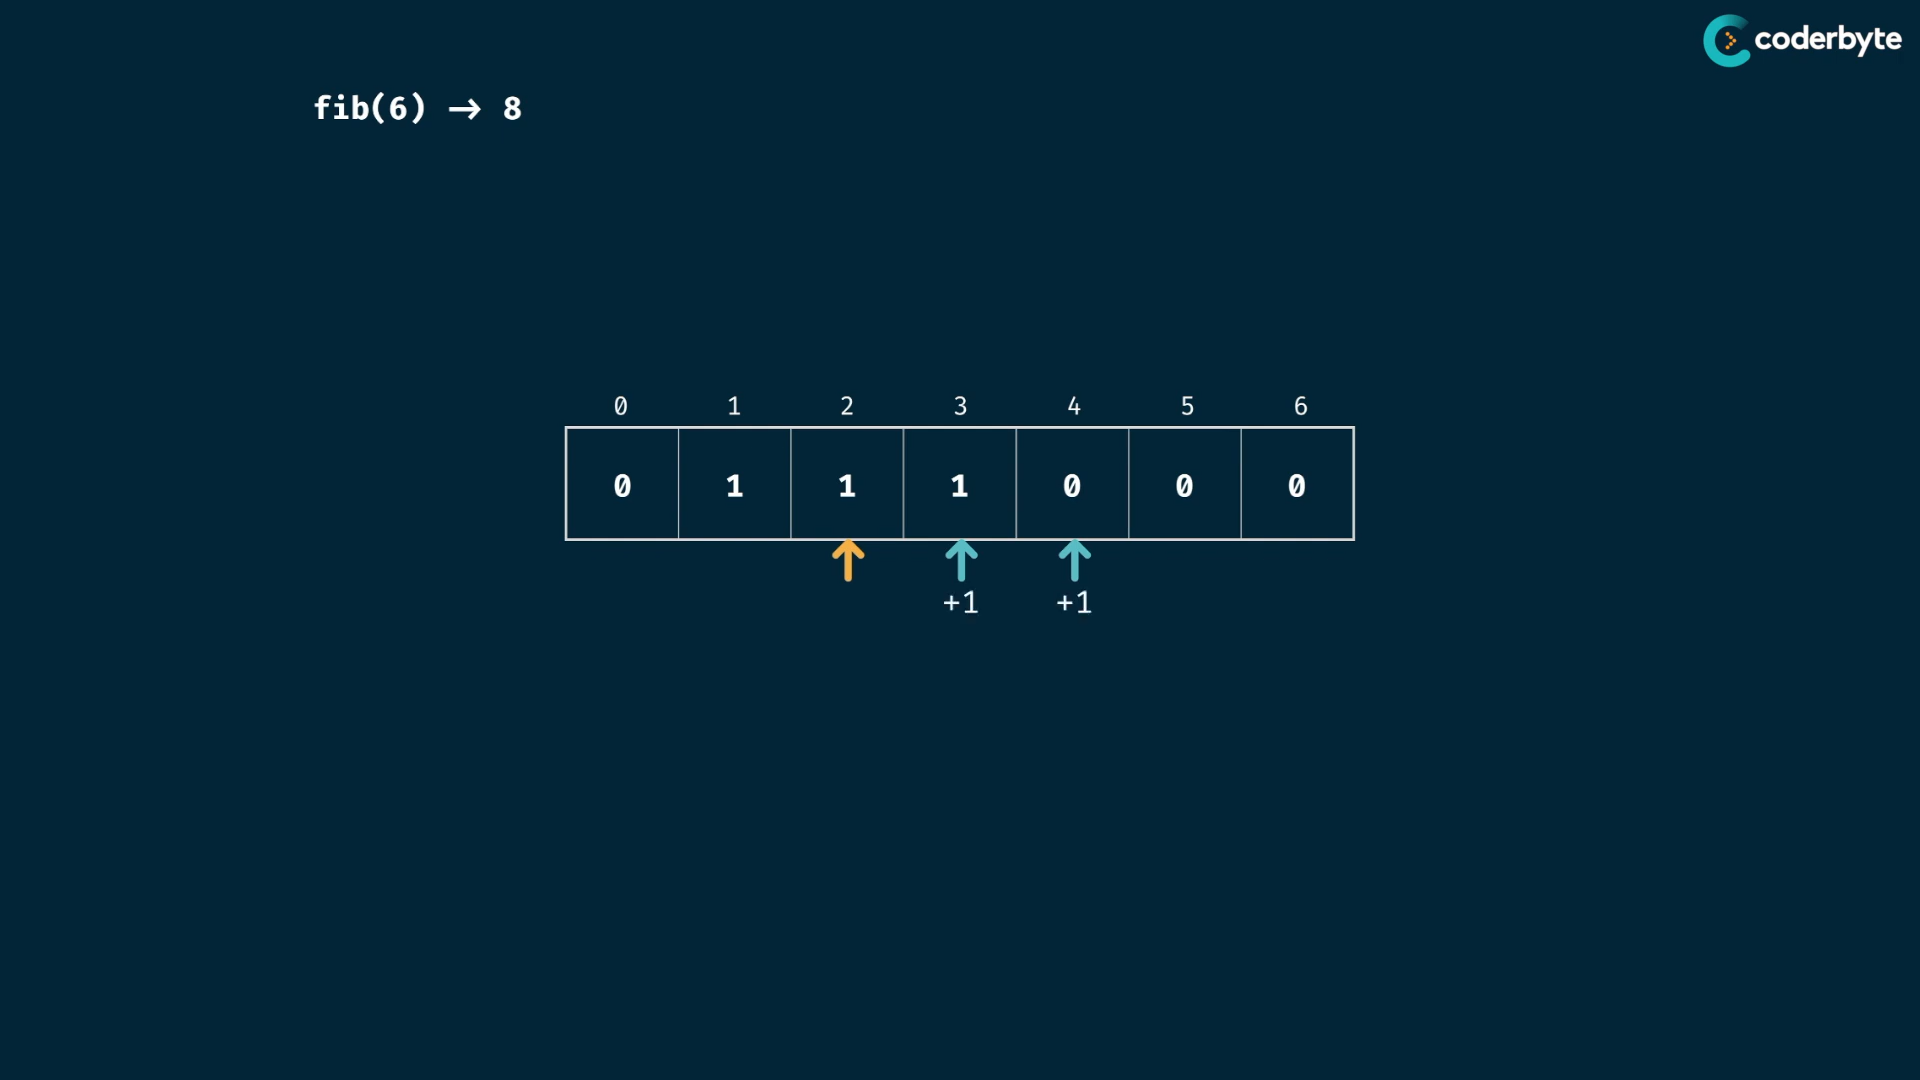 coderbyte
fib(6) → 8
0 1 2 3 4 5 6
0 1 1 1 0 0 0
+1 +1